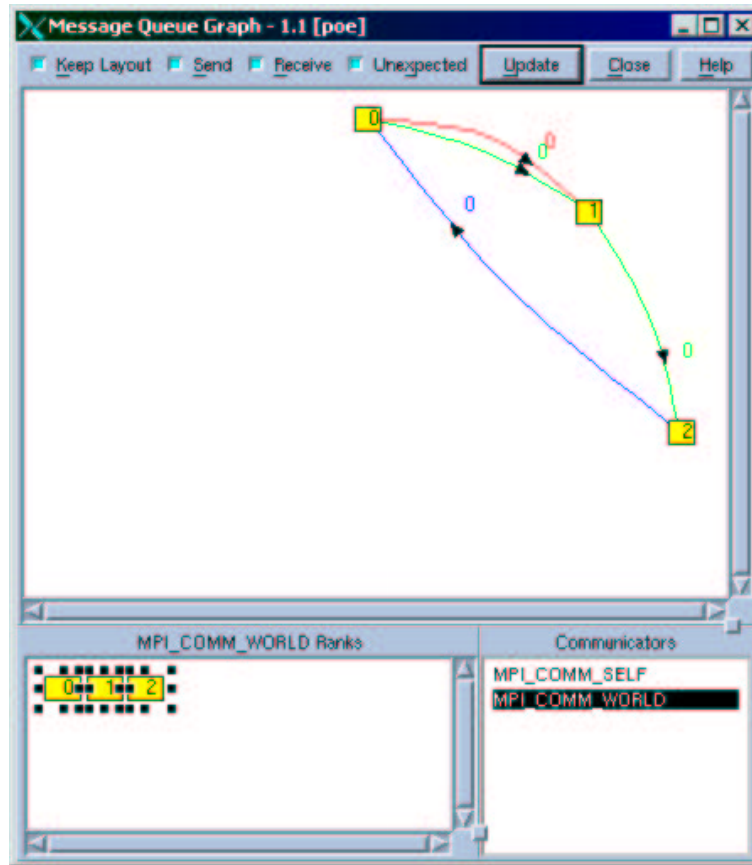 Message Queue Graph - 1.1 [poe]
Keep Layout Send Receive Unexpected Update Close Help
0
0
0
0
1
0
2
MPI_COMM_WORLD Ranks
Communicators
0 1 2
MPI_COMM_SELF
MPI_COMM_WORLD